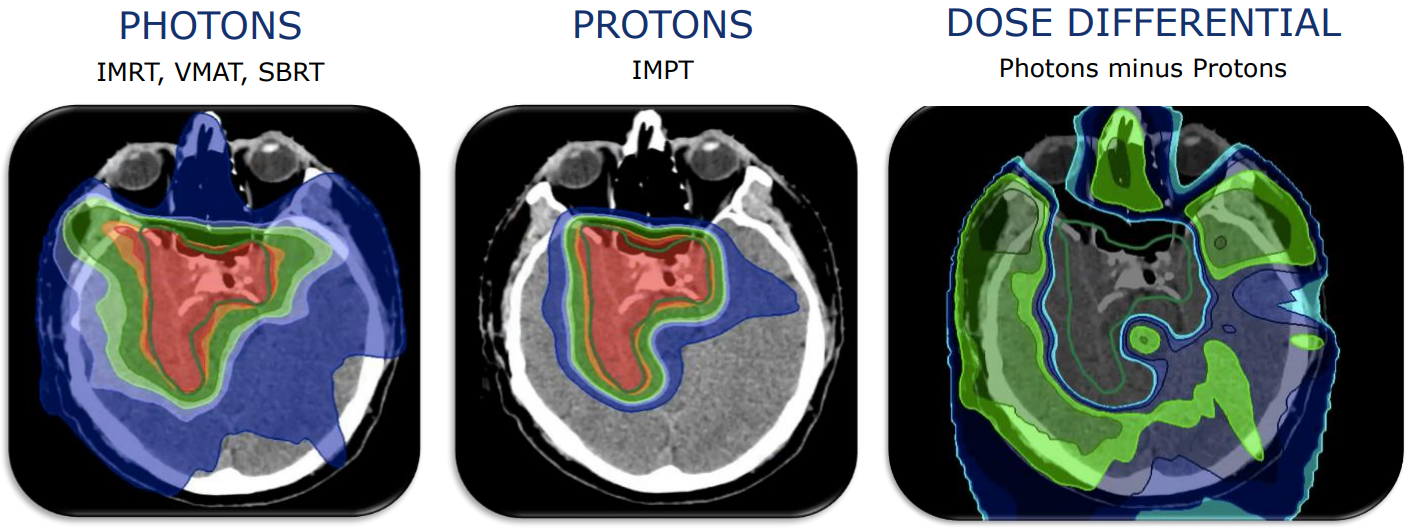 PHOTONS
IMRT, VMAT, SBRT
PROTONS
IMPT
DOSE DIFFERENTIAL
Photons minus Protons